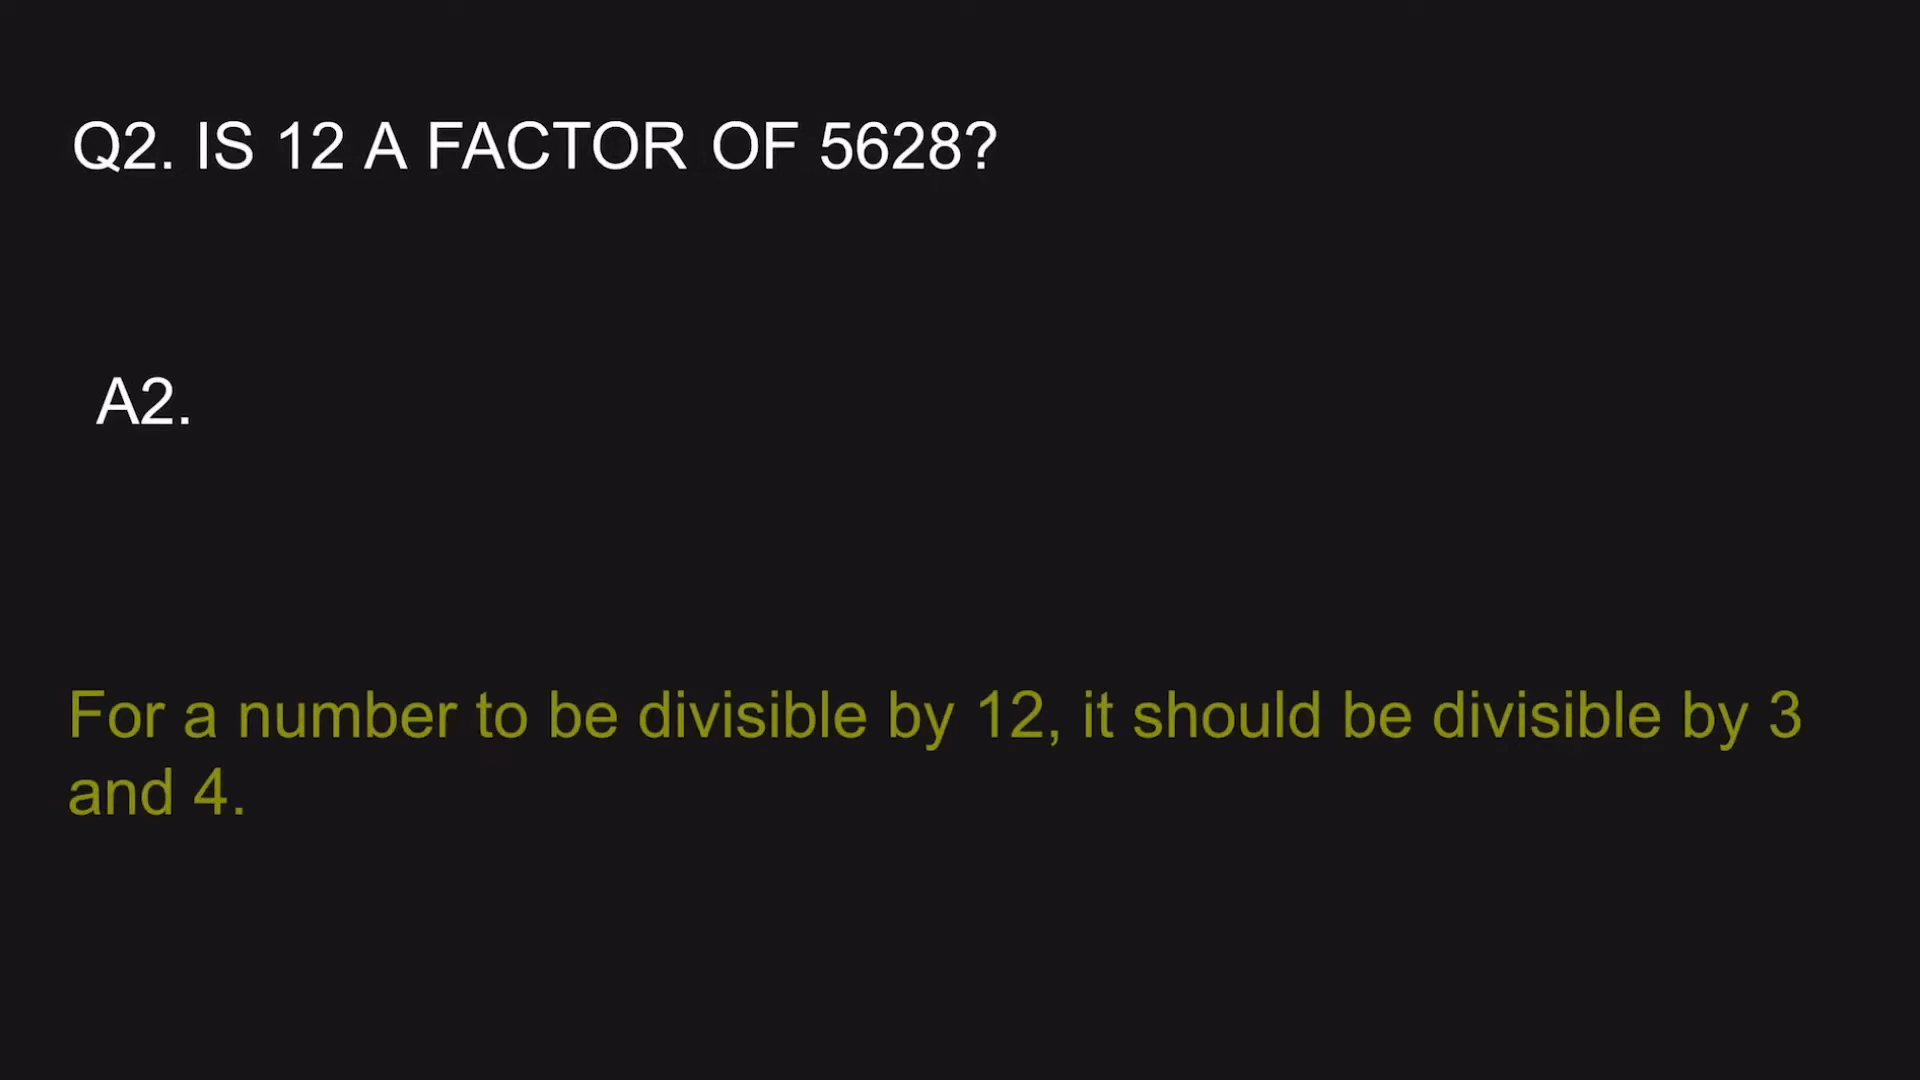 Q2. IS 12 A FACTOR OF 5628?
A2.
For a number to be divisible by 12, it should be divisible by 3
and 4.